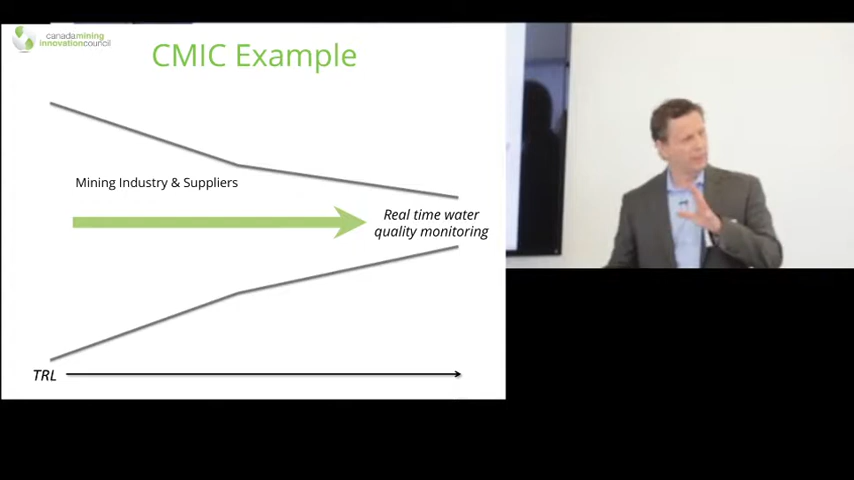 canadamining
innovationcouncil
CMIC Example
Mining Industry & Suppliers
Real time water
quality monitoring
TRL